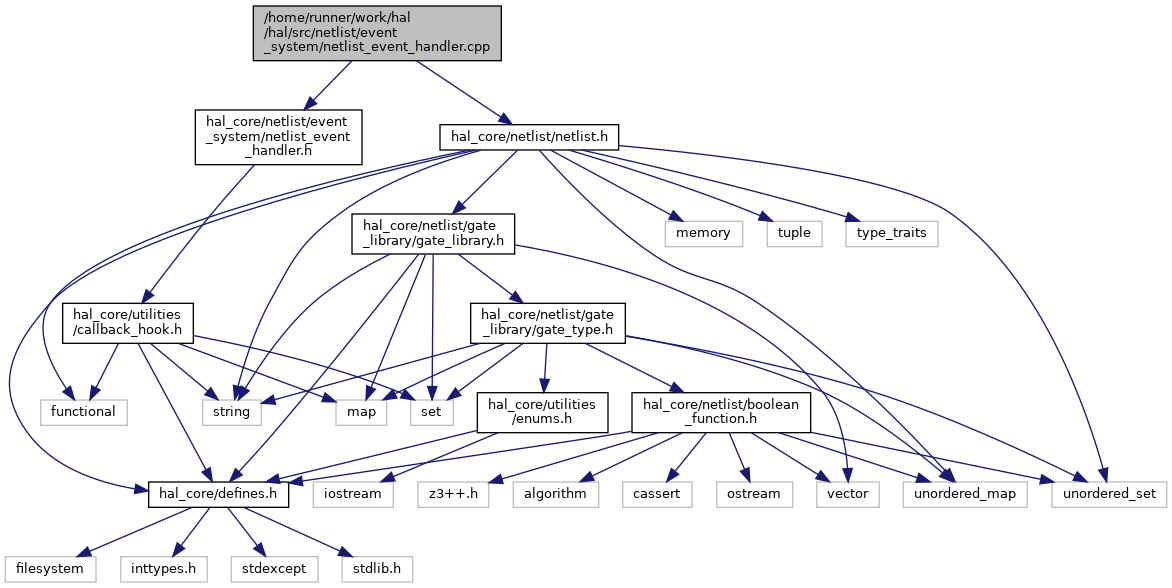 /home/runner/work/hal
/hal/src/netlist/event
_system/netlist_event_handler.cpp
hal_core/netlist/event
_system/netlist_event
_handler.h
hal_core/netlist/netlist.h
hal_core/netlist/gate
_library/gate_library.h
memory
tuple
type_traits
hal_core/utilities
/callback_hook.h
hal_core/netlist/gate
_library/gate_type.h
functional
string
map
set
hal_core/utilities
/enums.h
hal_core/netlist/boolean
_function.h
hal_core/defines.h
iostream
z3++.h
algorithm
cassert
ostream
vector
unordered_map
unordered_set
filesystem
inttypes.h
stdexcept
stdlib.h